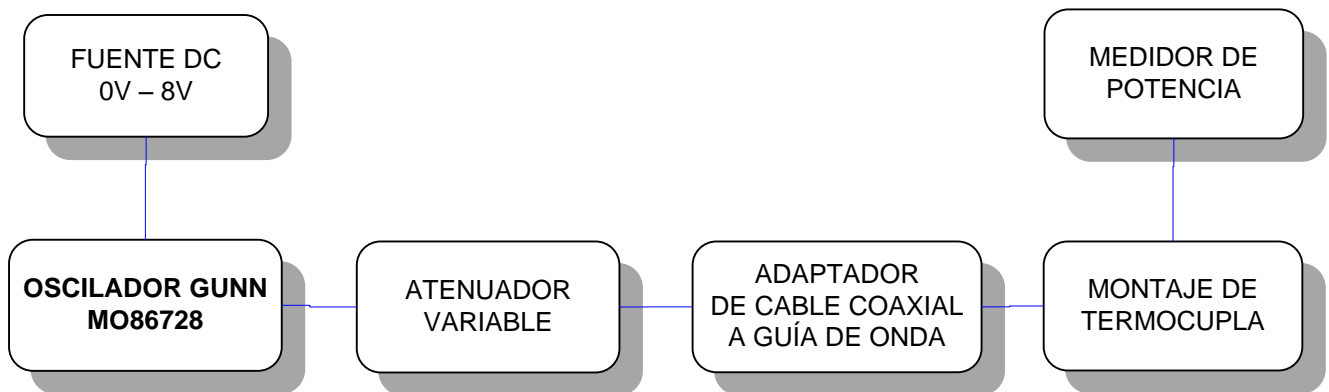 FUENTE DC
0V – 8V
MEDIDOR DE
POTENCIA
OSCILADOR GUNN
MO86728
ATENUADOR
VARIABLE
ADAPTADOR
DE CABLE COAXIAL
A GUÍA DE ONDA
MONTAJE DE
TERMOCUPLA